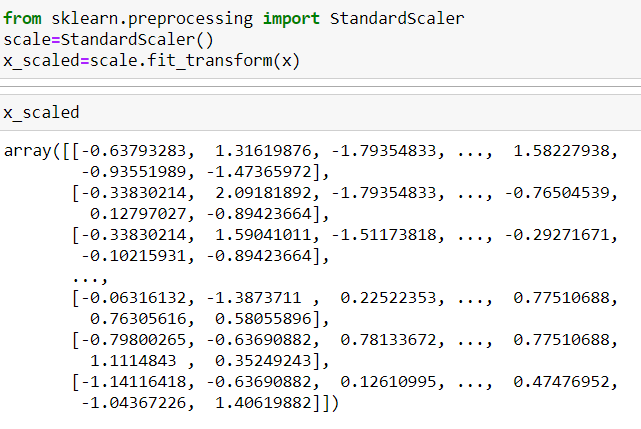 from sklearn.preprocessing import StandardScaler
scale=StandardScaler()
x_scaled=scale.fit_transform(x)
x_scaled
array([[-0.63793283,  1.31619876, -1.79354833, ...,  1.58227938,
        -0.93551989, -1.47365972],
       [-0.33830214,  2.09181892, -1.79354833, ..., -0.76504539,
         0.12797027, -0.89423664],
       [-0.33830214,  1.59041011, -1.51173818, ..., -0.29271671,
        -0.10215931, -0.89423664],
       ...,
       [-0.06316132, -1.3873711 ,  0.22522353, ...,  0.77510688,
         0.76305616,  0.58055896],
       [-0.79800265, -0.63690882,  0.78133672, ...,  0.77510688,
         1.1114843 ,  0.35249243],
       [-1.14116418, -0.63690882,  0.12610995, ...,  0.47476952,
        -1.04367226,  1.40619882]])